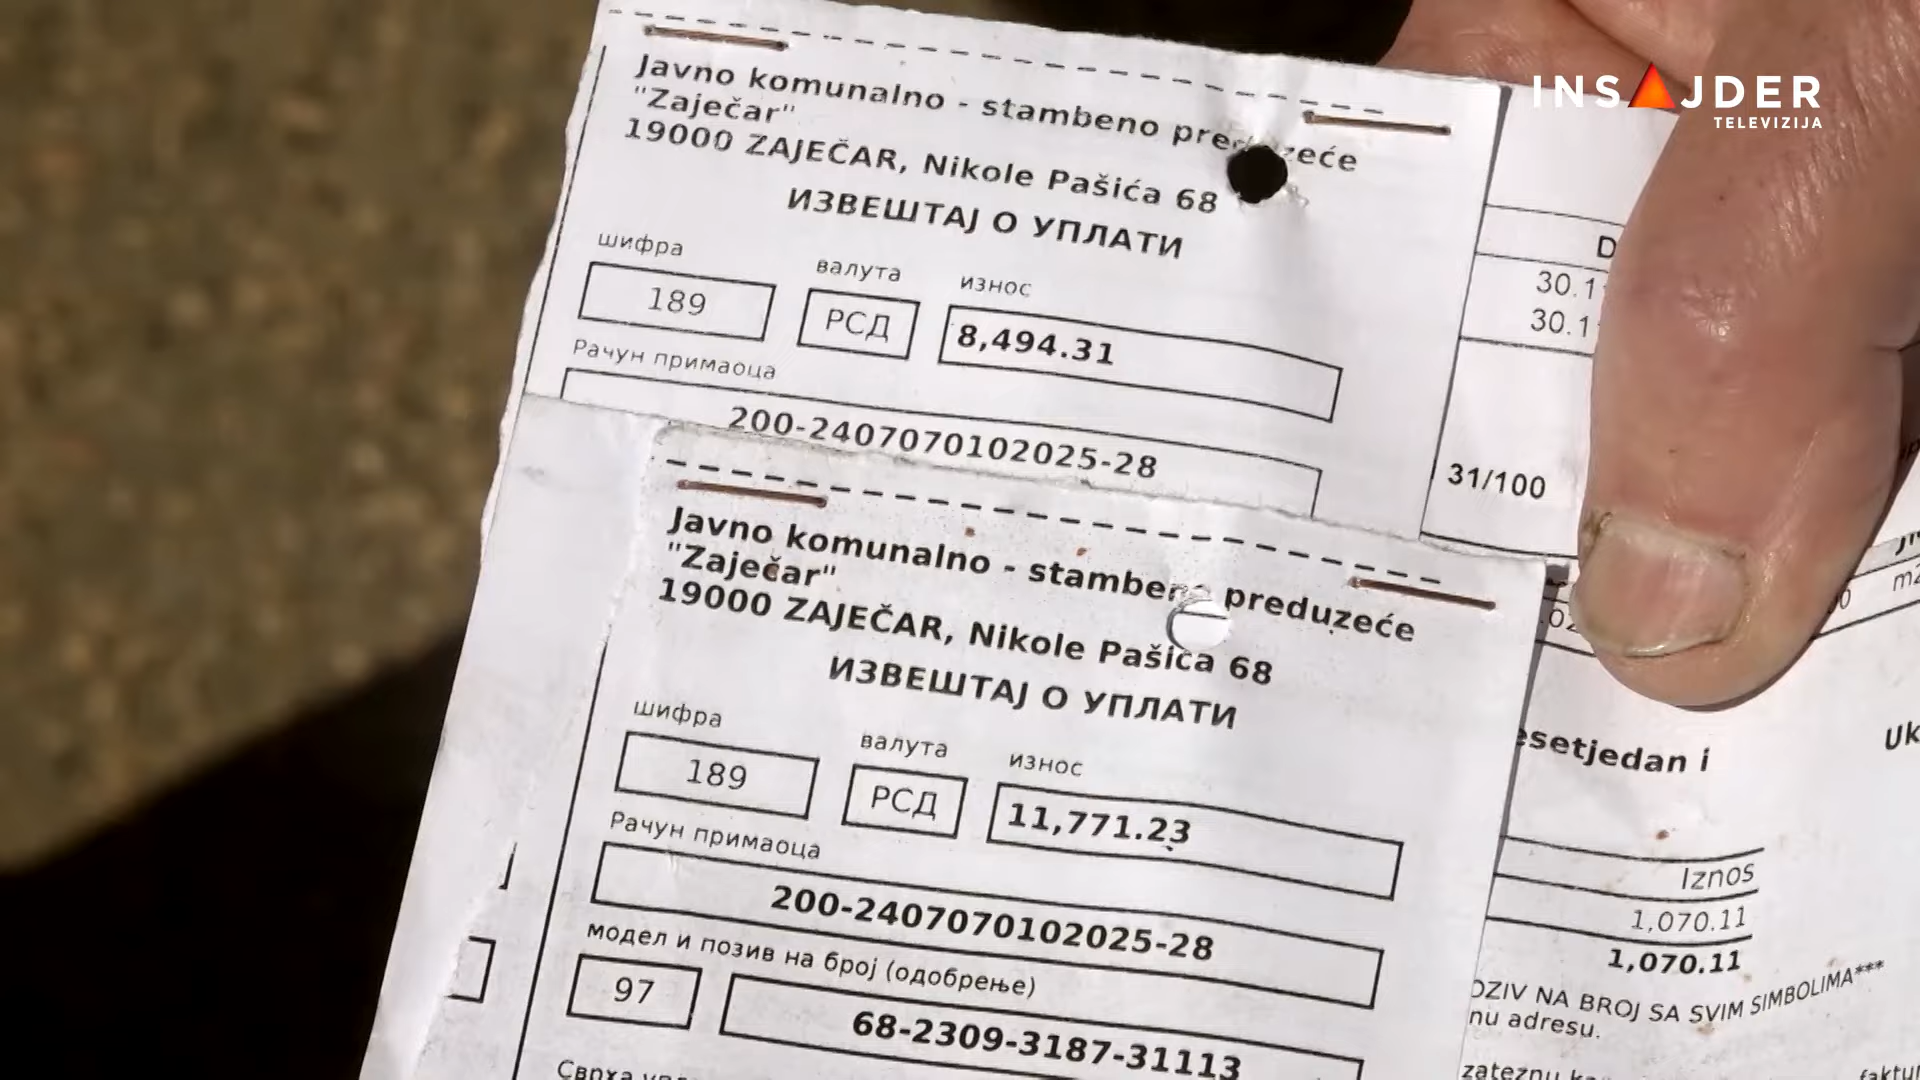 INSAJDER
TELEVIZIJA
Javno komunalno - stambeno preduzeće
"Zaječar"
19000 ZAJEČAR, Nikole Pašića 68
ИЗВЕШТАЈ О УПЛАТИ
шифра валута износ
189 РСД 8,494.31
Рачун примаоца
200-2407070102025-28
Javno komunalno - stambeno preduzeće
"Zaječar"
19000 ZAJEČAR, Nikole Pašića 68
ИЗВЕШТАЈ О УПЛАТИ
шифра валута износ
189 РСД 11,771.23
Рачун примаоца
200-2407070102025-28
модел и позив на број (одобрење)
97 68-2309-3187-31113
Сврха
30.1
30.1
31/100
esetjedan i
Iznos
1,070.11
1,070.11
NA BROJ SA SVIM SIMBOLIMA***
nu adresu.
zateznu